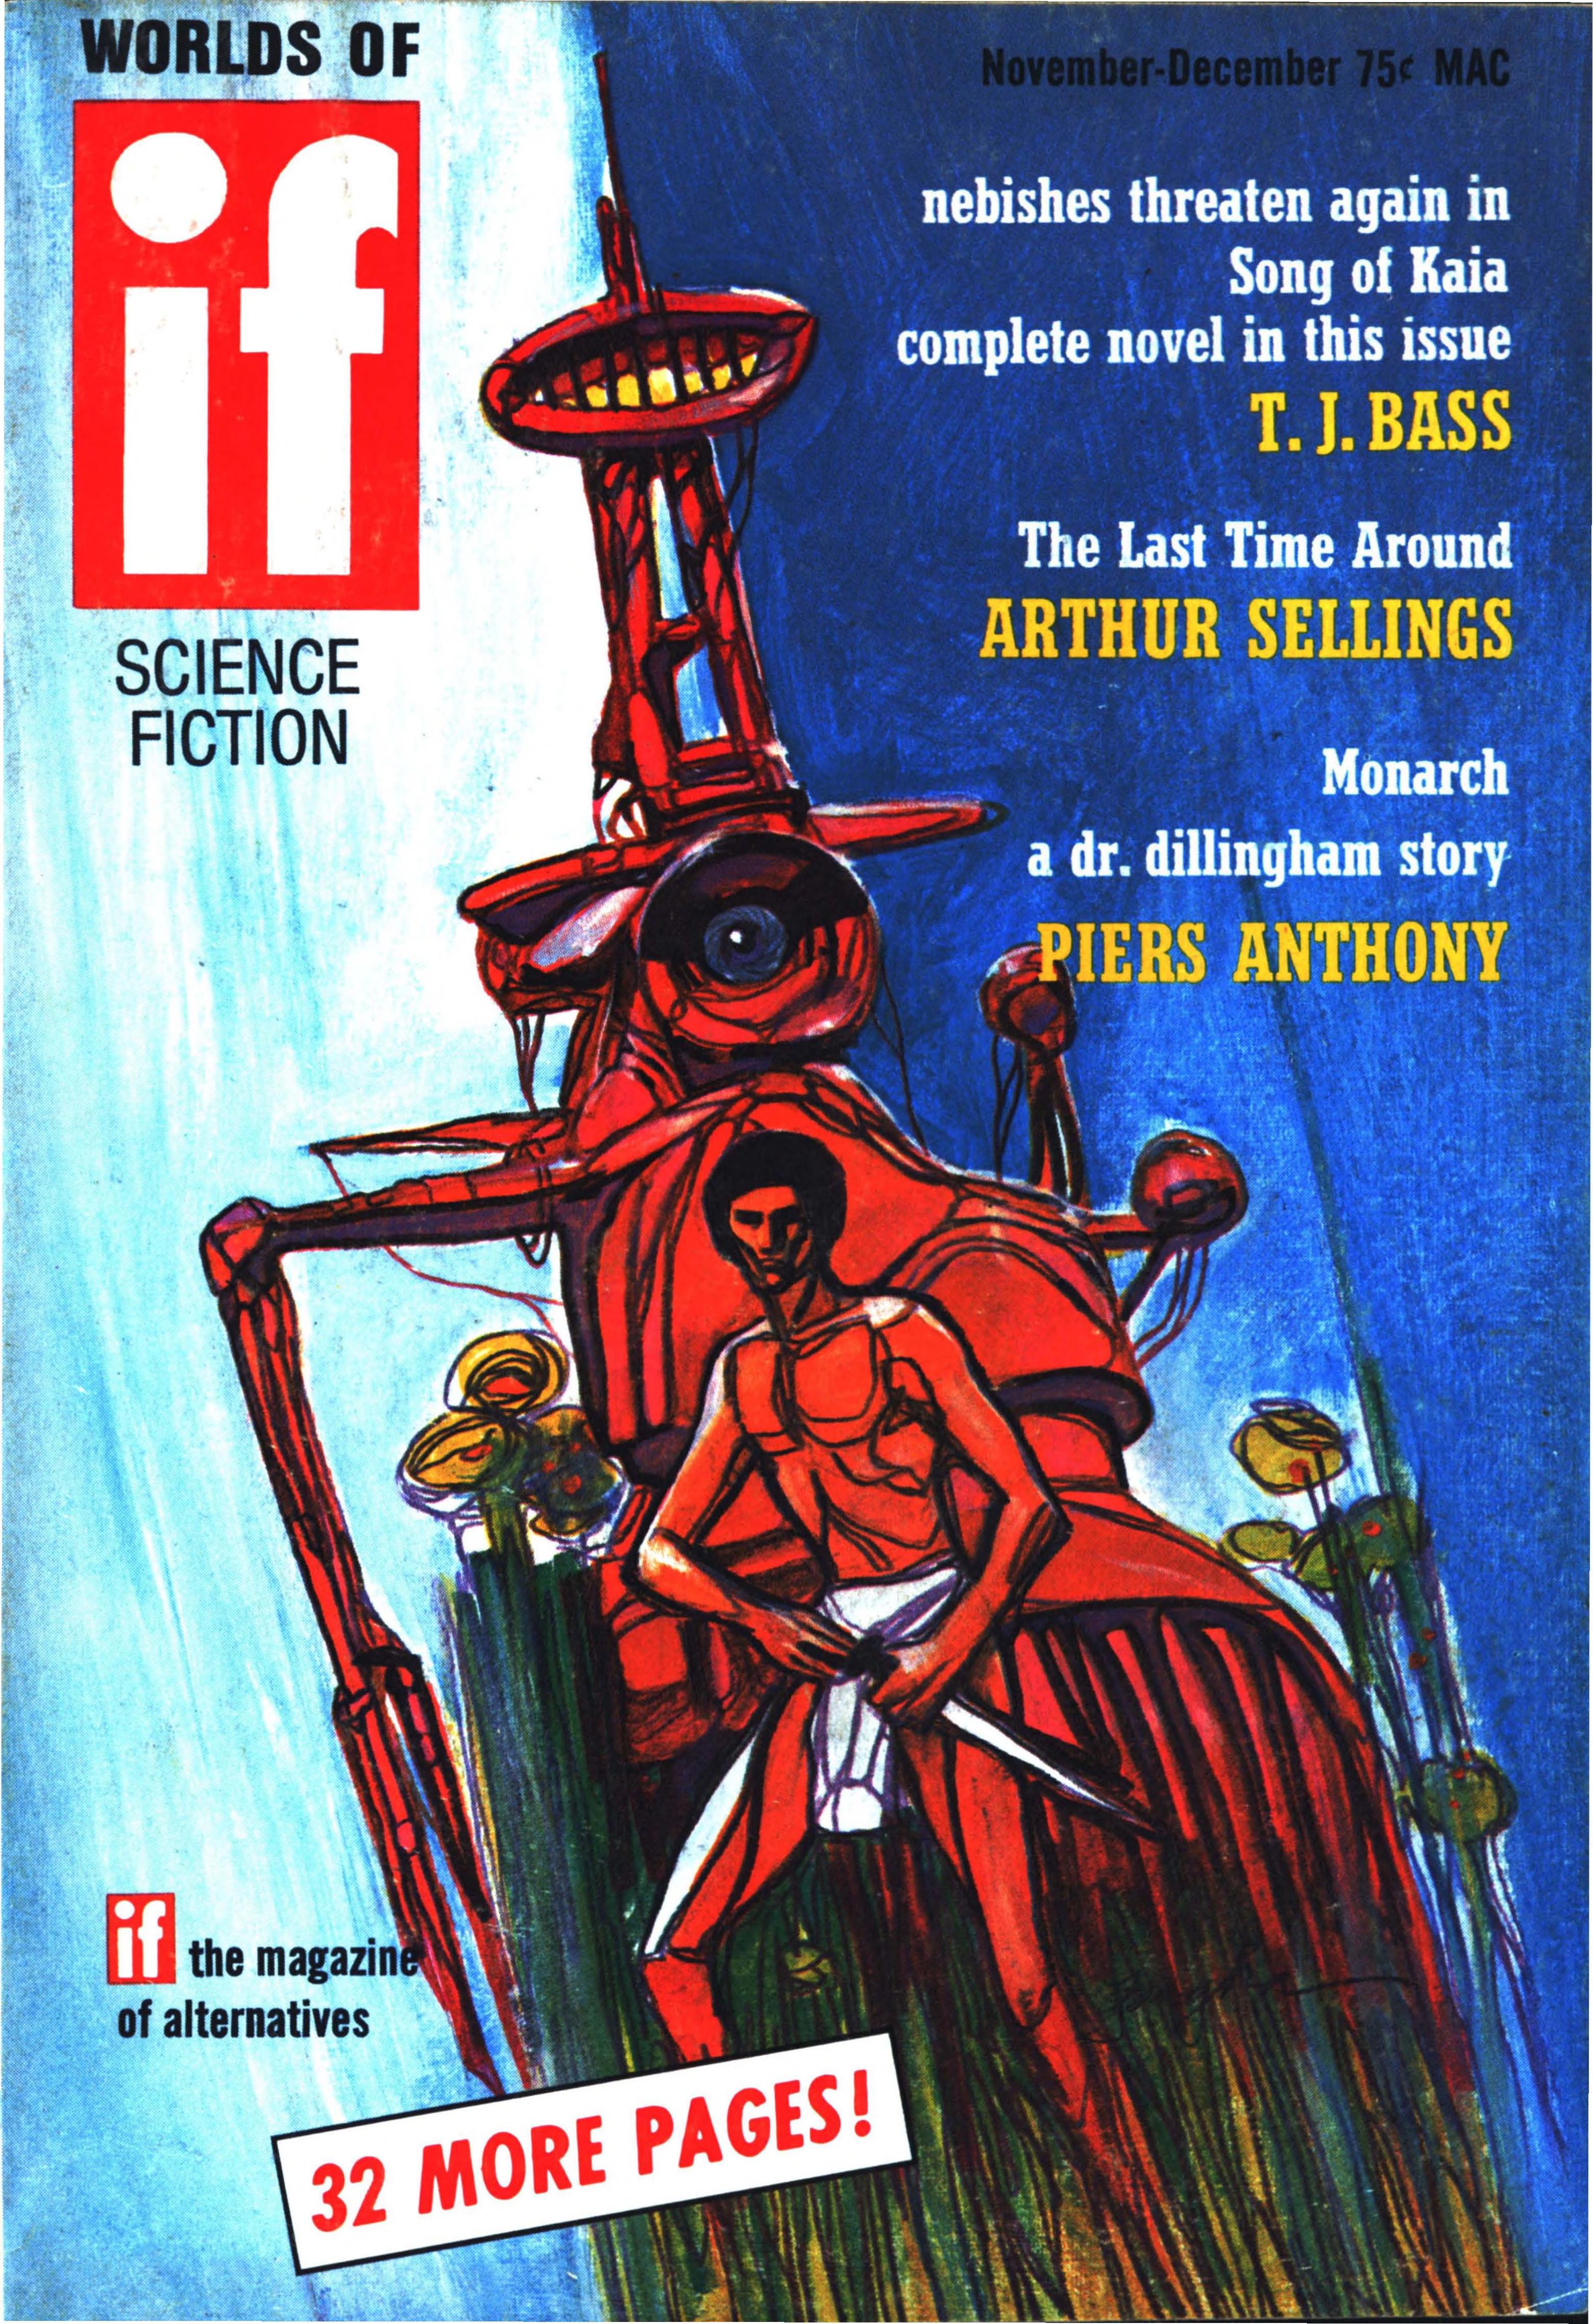 WORLDS OF
if
SCIENCE
FICTION
November-December 75¢ MAC
nebishes threaten again in
Song of Kaia
complete novel in this issue
T. J. BASS
The Last Time Around
ARTHUR SELLINGS
Monarch
a dr. dillingham story
PIERS ANTHONY
if the magazine
of alternatives
32 MORE PAGES!